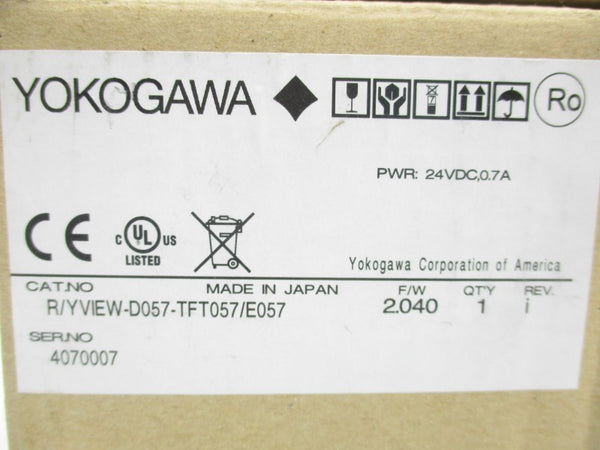 YOKOGAWA
7
Ro
PWR: 24VDC,0.7A
CE
c UL US
LISTED
Yokogawa Corporation of America
CAT.NO MADE IN JAPAN F/W QT'Y REV.
R/YVIEW-D057-TFT057/E057 2.040 1 i
SER.NO
4070007